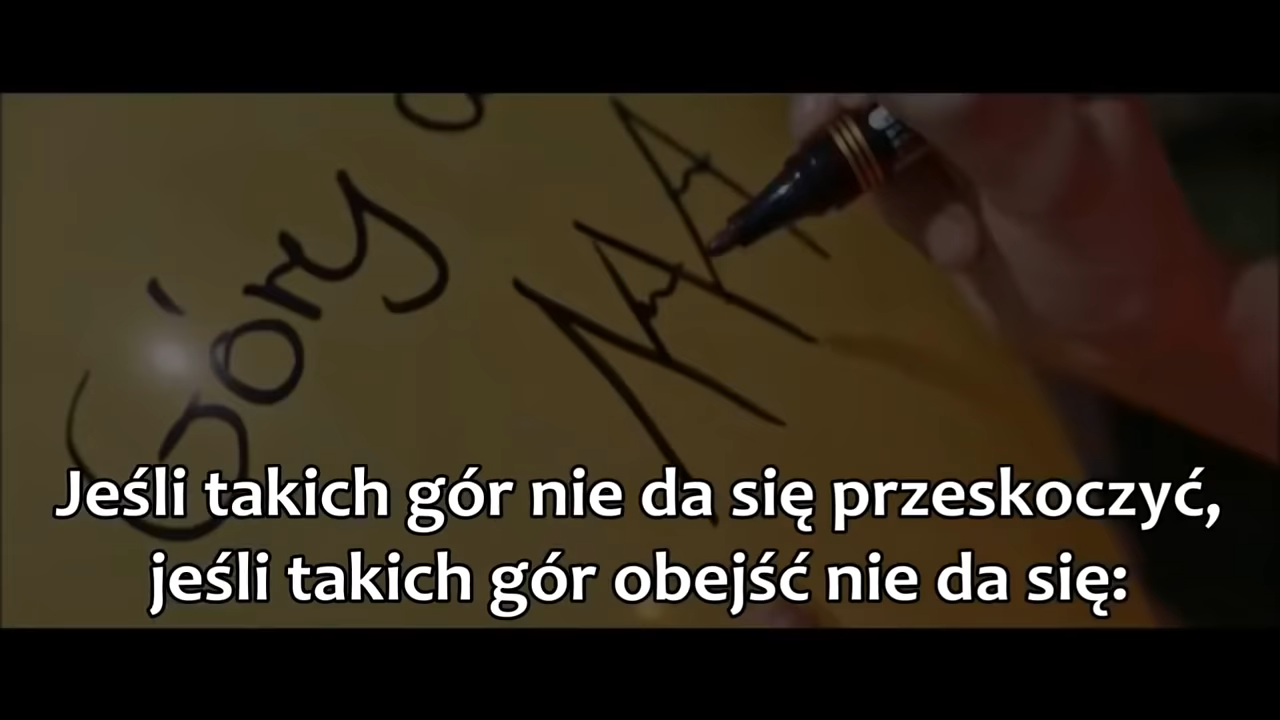 Góry
Jeśli takich gór nie da się przeskoczyć,
jeśli takich gór obejść nie da się: